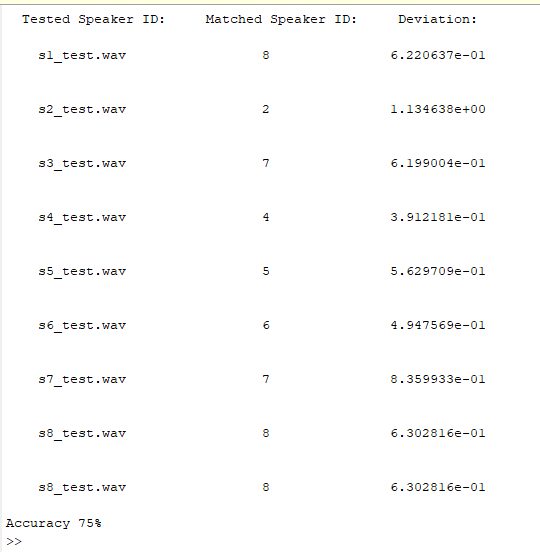 Tested Speaker ID: Matched Speaker ID: Deviation:
s1_test.wav 8 6.220637e-01
s2_test.wav 2 1.134638e+00
s3_test.wav 7 6.199004e-01
s4_test.wav 4 3.912181e-01
s5_test.wav 5 5.629709e-01
s6_test.wav 6 4.947569e-01
s7_test.wav 7 8.359933e-01
s8_test.wav 8 6.302816e-01
s8_test.wav 8 6.302816e-01
Accuracy 75%
>>